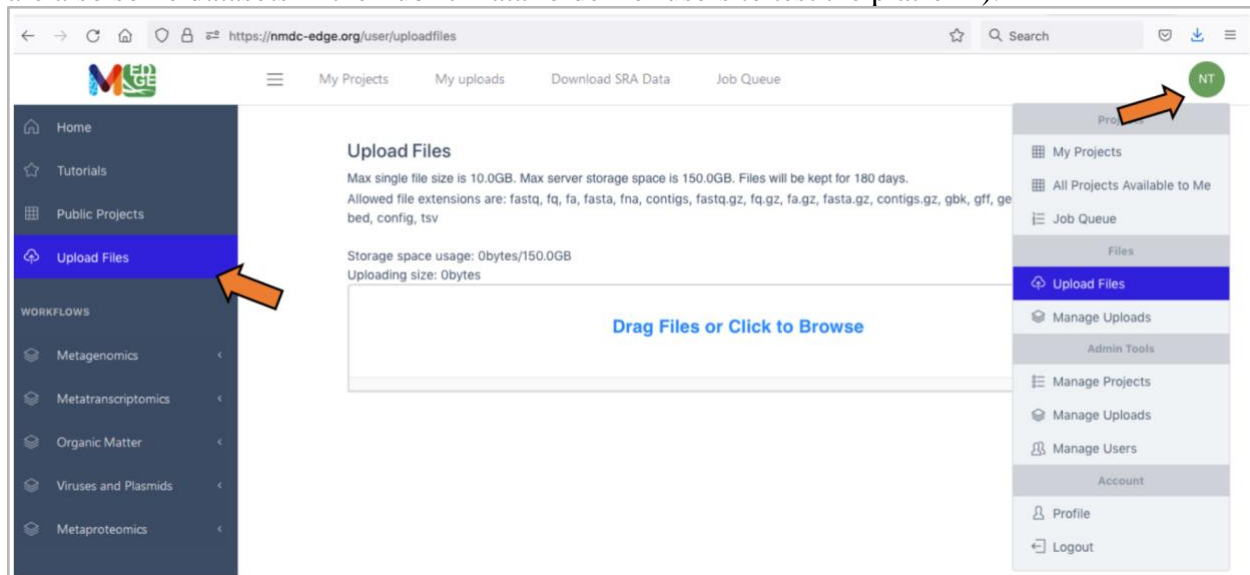 https://nmdc-edge.org/user/uploadfiles
Search
M EDGE
My Projects
My uploads
Download SRA Data
Job Queue
NT
Home
Tutorials
Public Projects
Upload Files
WORKFLOWS
Metagenomics
Metatranscriptomics
Organic Matter
Viruses and Plasmids
Metaproteomics
Upload Files
Max single file size is 10.0GB. Max server storage space is 150.0GB. Files will be kept for 180 days.
Allowed file extensions are: fastq, fq, fa, fasta, fna, contigs, fastq.gz, fq.gz, fa.gz, fasta.gz, contigs.gz, gbk, gff, ge
bed, config, tsv
Storage space usage: 0bytes/150.0GB
Uploading size: 0bytes
Drag Files or Click to Browse
My Projects
All Projects Available to Me
Job Queue
Files
Upload Files
Manage Uploads
Admin Tools
Manage Projects
Manage Uploads
Manage Users
Account
Profile
Logout